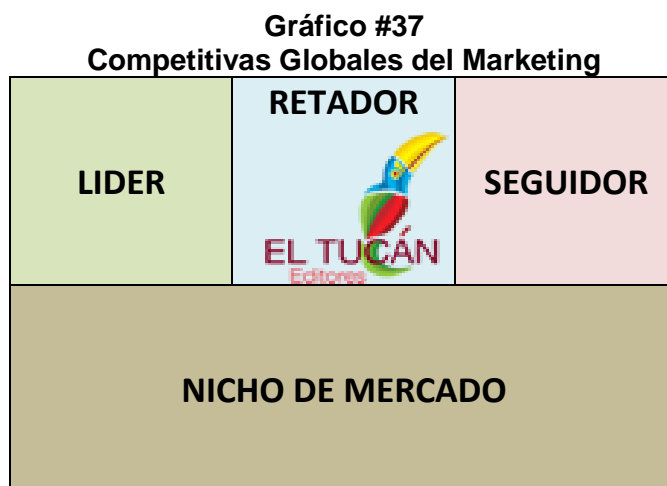 Gráfico #37
Competitivas Globales del Marketing
RETADOR
LIDER
SEGUIDOR
EL TUCÁN
Editores
NICHO DE MERCADO